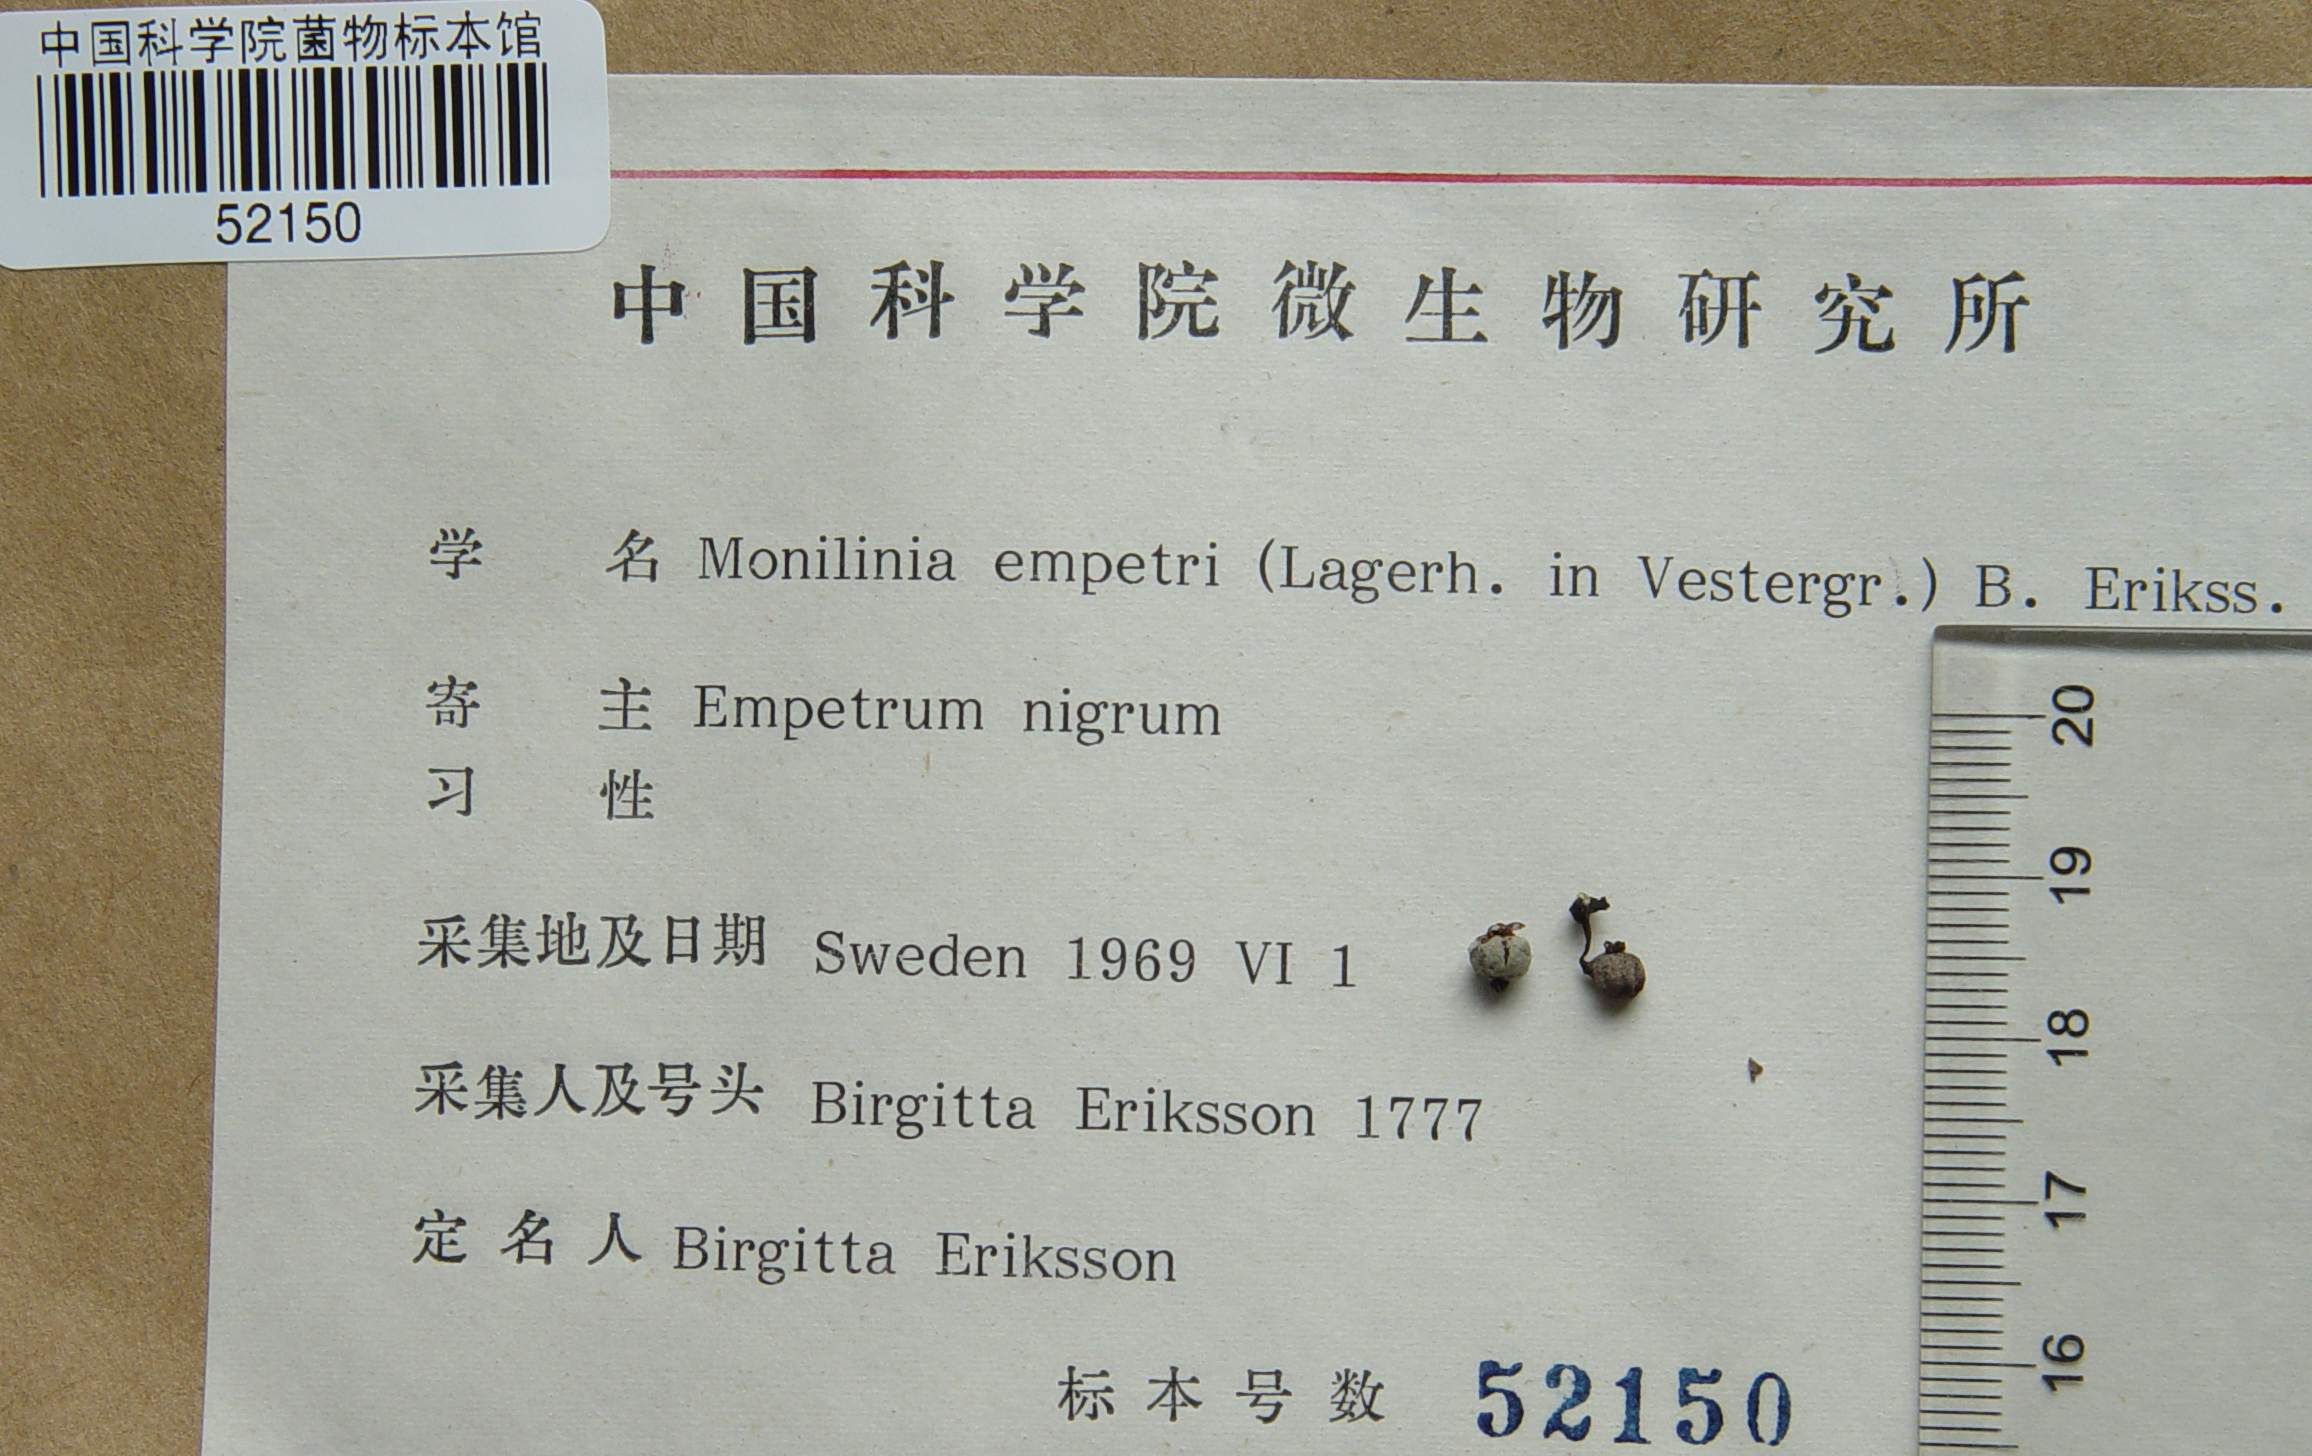 中国科学院菌物标本馆
52150
中国科学院微生物研究所
学 名 Monilinia empetri (Lagerh. in Vestergr.) B. Erikss.
寄 主 Empetrum nigrum
习 性
采集地及日期 Sweden 1969 VI 1
采集人及号头 Birgitta Eriksson 1777
定 名 人 Birgitta Eriksson
标 本 号 数 52150
20
19
18
17
16